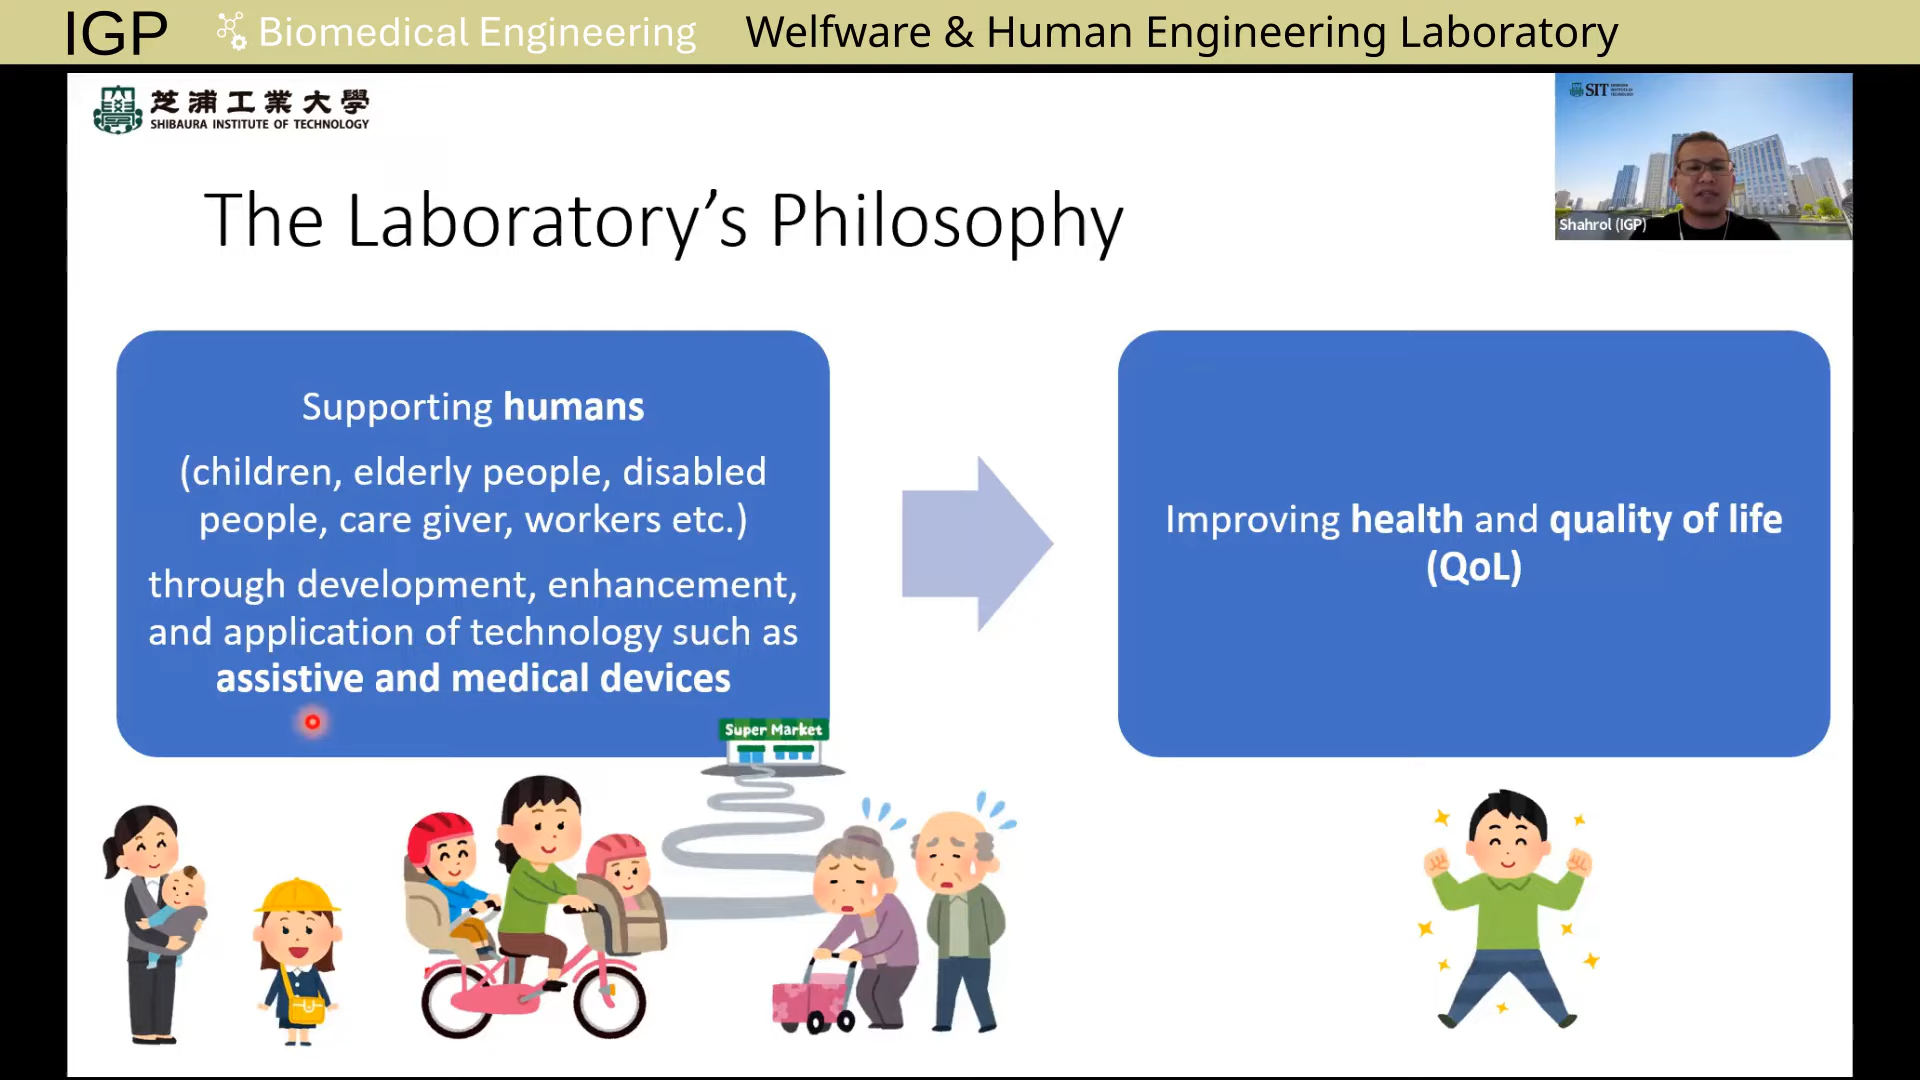 IGP Biomedical Engineering Welfware & Human Engineering Laboratory
芝浦工業大學
SHIBAURA INSTITUTE OF TECHNOLOGY
SIT
Shahrol (IGP)
The Laboratory’s Philosophy
Supporting humans
(children, elderly people, disabled
people, care giver, workers etc.)
through development, enhancement,
and application of technology such as
assistive and medical devices
Improving health and quality of life
(QoL)
Super Market